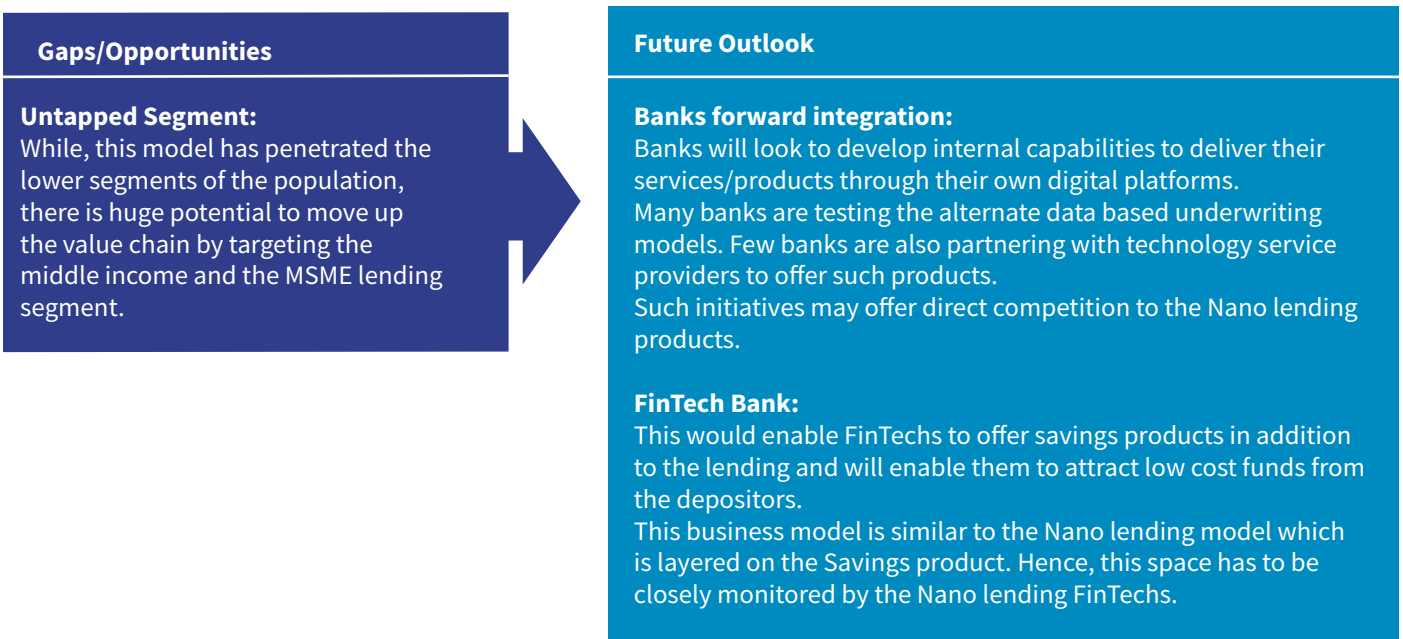 Gaps/Opportunities
Untapped Segment:
While, this model has penetrated the
lower segments of the population,
there is huge potential to move up
the value chain by targeting the
middle income and the MSME lending
segment.
Future Outlook
Banks forward integration:
Banks will look to develop internal capabilities to deliver their
services/products through their own digital platforms.
Many banks are testing the alternate data based underwriting
models. Few banks are also partnering with technology service
providers to offer such products.
Such initiatives may offer direct competition to the Nano lending
products.
FinTech Bank:
This would enable FinTechs to offer savings products in addition
to the lending and will enable them to attract low cost funds from
the depositors.
This business model is similar to the Nano lending model which
is layered on the Savings product. Hence, this space has to be
closely monitored by the Nano lending FinTechs.